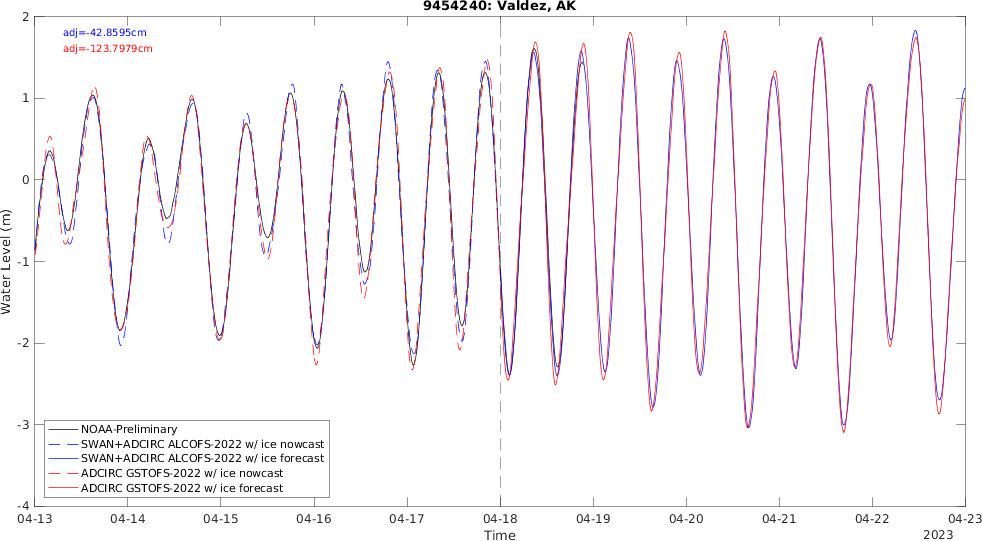 9454240: Valdez, AK
adj=-42.8595cm
adj=-123.7979cm
2
1
0
-1
-2
-3
-4
Water Level (m)
NOAA-Preliminary
SWAN+ADCIRC ALCOFS-2022 w/ ice nowcast
SWAN+ADCIRC ALCOFS-2022 w/ ice forecast
ADCIRC GSTOFS-2022 w/ ice nowcast
ADCIRC GSTOFS-2022 w/ ice forecast
04-13 04-14 04-15 04-16 04-17 04-18 04-19 04-20 04-21 04-22 04-23
Time
2023